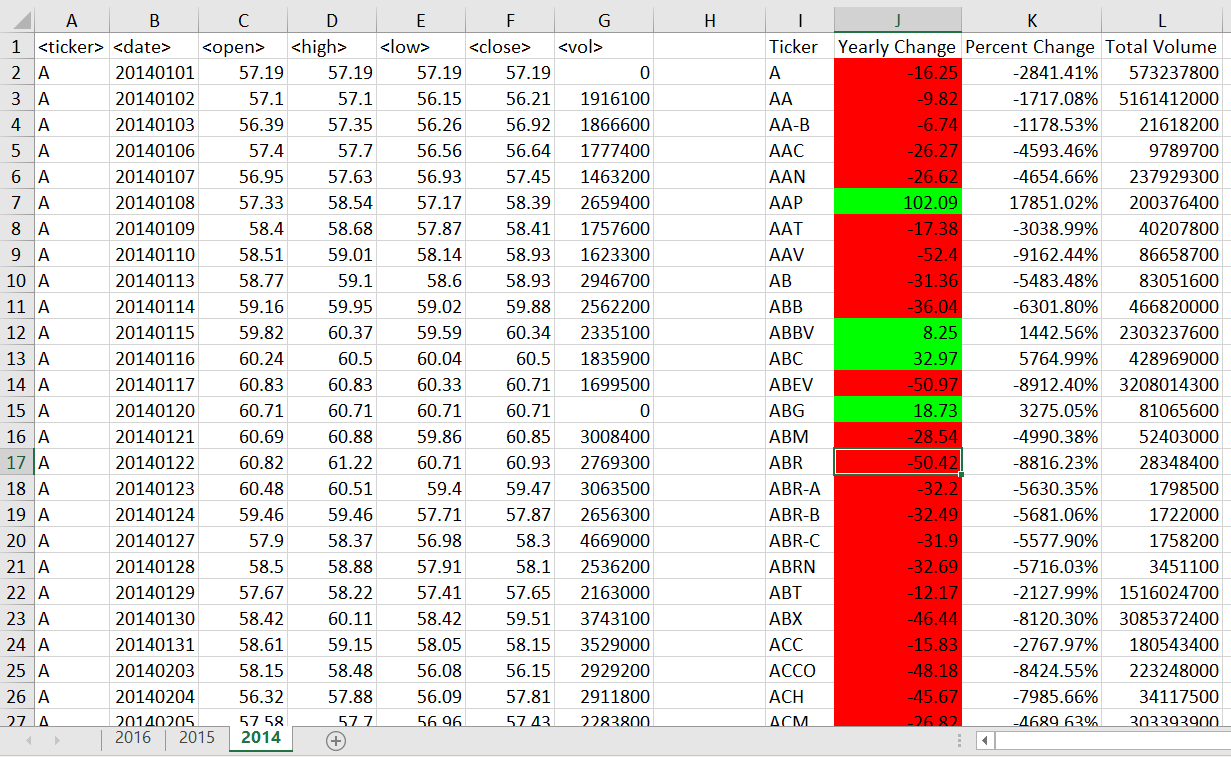 A B C D E F G H I J K L
1 <ticker> <date> <open> <high> <low> <close> <vol> Ticker Yearly Change Percent Change Total Volume
2 A 20140101 57.19 57.19 57.19 57.19 0 A -16.25 -2841.41% 573237800
3 A 20140102 57.1 57.1 56.15 56.21 1916100 AA -9.82 -1717.08% 5161412000
4 A 20140103 56.39 57.35 56.26 56.92 1866600 AA-B -6.74 -1178.53% 21618200
5 A 20140106 57.4 57.7 56.56 56.64 1777400 AAC -26.27 -4593.46% 9789700
6 A 20140107 56.95 57.63 56.93 57.45 1463200 AAN -26.62 -4654.66% 237929300
7 A 20140108 57.33 58.54 57.17 58.39 2659400 AAP 102.09 17851.02% 200376400
8 A 20140109 58.4 58.68 57.87 58.41 1757600 AAT -17.38 -3038.99% 40207800
9 A 20140110 58.51 59.01 58.14 58.93 1623300 AAV -52.4 -9162.44% 86658700
10 A 20140113 58.77 59.1 58.6 58.93 2946700 AB -31.36 -5483.48% 83051600
11 A 20140114 59.16 59.95 59.02 59.88 2562200 ABB -36.04 -6301.80% 466820000
12 A 20140115 59.82 60.37 59.59 60.34 2335100 ABBV 8.25 1442.56% 2303237600
13 A 20140116 60.24 60.5 60.04 60.5 1835900 ABC 32.97 5764.99% 428969000
14 A 20140117 60.83 60.83 60.33 60.71 1699500 ABEV -50.97 -8912.40% 3208014300
15 A 20140120 60.71 60.71 60.71 60.71 0 ABG 18.73 3275.05% 81065600
16 A 20140121 60.69 60.88 59.86 60.85 3008400 ABM -28.54 -4990.38% 52403000
17 A 20140122 60.82 61.22 60.71 60.93 2769300 ABR -50.42 -8816.23% 28348400
18 A 20140123 60.48 60.51 59.4 59.47 3063500 ABR-A -32.2 -5630.35% 1798500
19 A 20140124 59.46 59.46 57.71 57.87 2656300 ABR-B -32.49 -5681.06% 1722000
20 A 20140127 57.9 58.37 56.98 58.3 4669000 ABR-C -31.9 -5577.90% 1758200
21 A 20140128 58.5 58.88 57.91 58.1 2536200 ABRN -32.69 -5716.03% 3451100
22 A 20140129 57.67 58.22 57.41 57.65 2163000 ABT -12.17 -2127.99% 1516024700
23 A 20140130 58.42 60.11 58.42 59.51 3743100 ABX -46.44 -8120.30% 3085372400
24 A 20140131 58.61 59.15 58.05 58.15 3529000 ACC -15.83 -2767.97% 180543400
25 A 20140203 58.15 58.48 56.08 56.15 2929200 ACCO -48.18 -8424.55% 223248000
26 A 20140204 56.32 57.88 56.09 57.81 2911800 ACH -45.67 -7985.66% 34117500
27 A 20140205 57.58 57.7 56.96 57.43 2283800 ACM -26.82 -4689.63% 303393900
2016 2015 2014